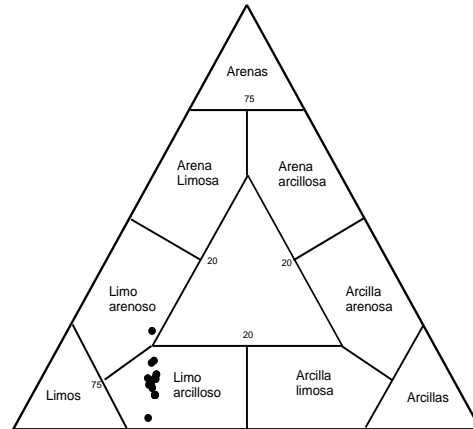 Arenas
75
Arena
Limosa
Arena
arcillosa
20
20
Limo
arenoso
Arcilla
arenosa
20
75
Limos
Limo
arcilloso
Arcilla
limosa
Arcillas